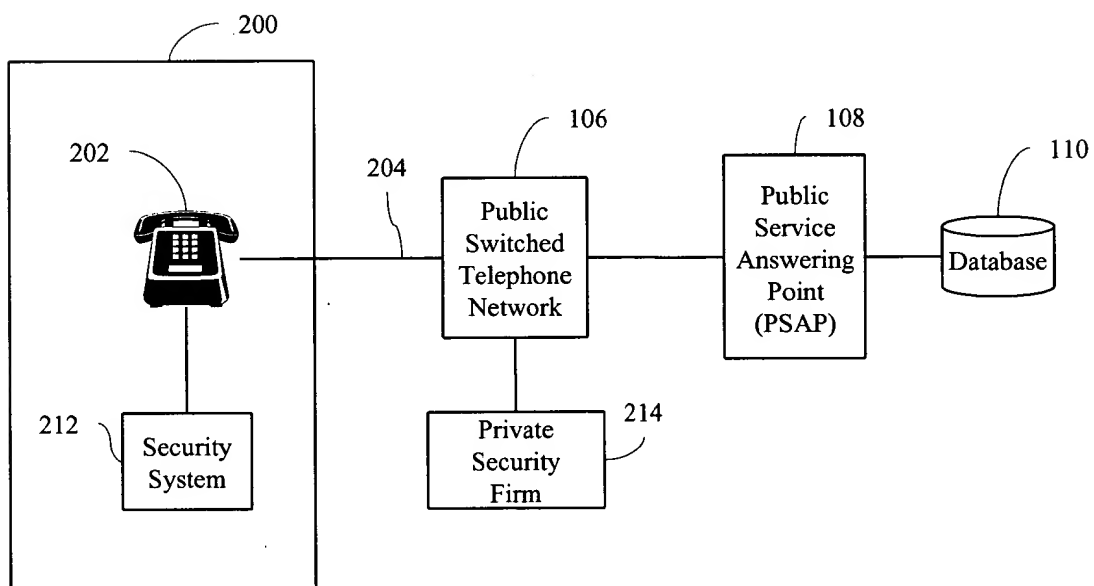 200
202
204
106
108
110
Public
Switched
Telephone
Network
Public
Service
Answering
Point
(PSAP)
Database
212
Security
System
Private
Security
Firm
214